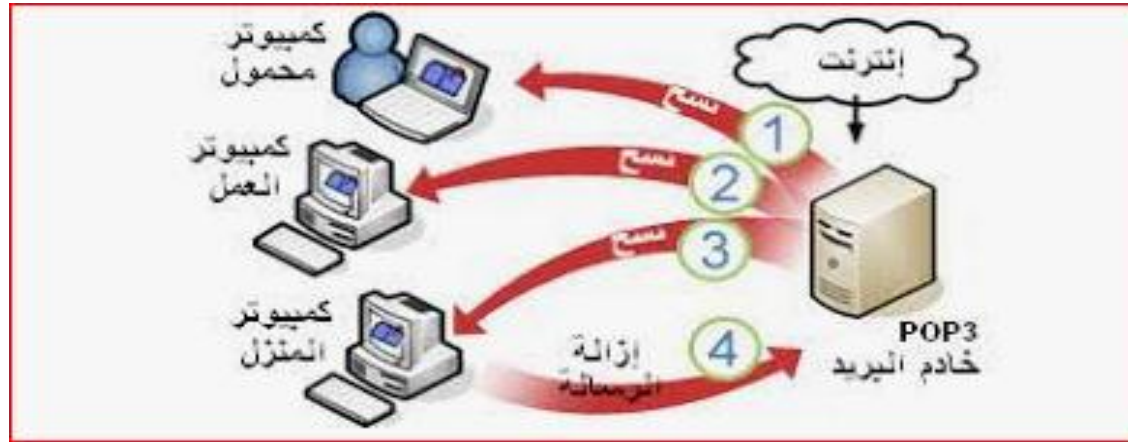 كمبيوتر
محمول
إنترنت
نسخ
1
كمبيوتر
العمل
نسخ
2
نسخ
3
كمبيوتر
المنزل
إزالة
الرسالة
4
POP3
خادم البريد